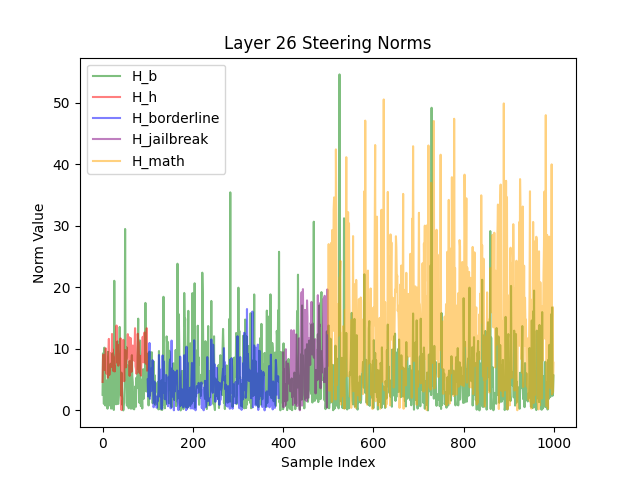 Layer 26 Steering Norms
H_b
H_h
H_borderline
H_jailbreak
H_math
Norm Value
50
40
30
20
10
0
0 200 400 600 800 1000
Sample Index